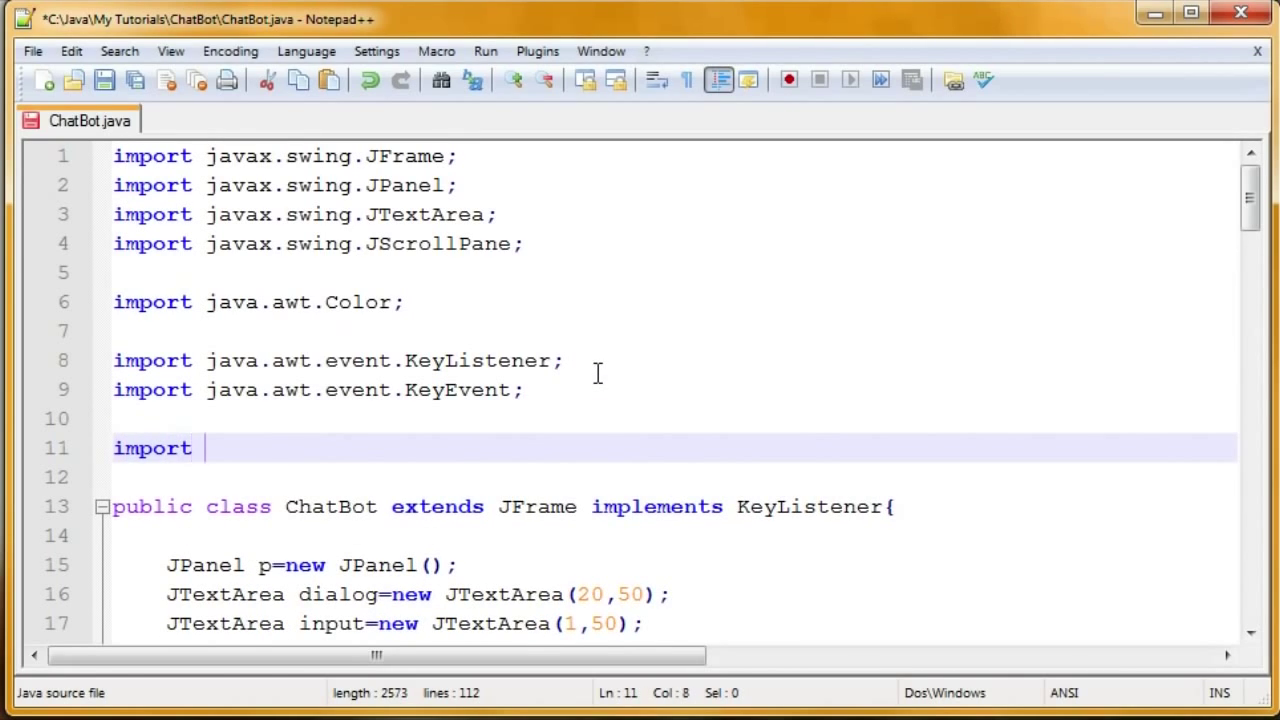 *C:\Java\My Tutorials\ChatBot\ChatBot.java - Notepad++
File Edit Search View Encoding Language Settings Macro Run Plugins Window ? X
ABC
ChatBot.java
1 import javax.swing.JFrame;
2 import javax.swing.JPanel;
3 import javax.swing.JTextArea;
4 import javax.swing.JScrollPane;
5
6 import java.awt.Color;
7
8 import java.awt.event.KeyListener;
9 import java.awt.event.KeyEvent;
10
11 import
12
13 public class ChatBot extends JFrame implements KeyListener{
14
15 JPanel p=new JPanel();
16 JTextArea dialog=new JTextArea(20,50);
17 JTextArea input=new JTextArea(1,50);
Java source file length : 2573 lines : 112 Ln : 11 Col : 8 Sel : 0 Dos\Windows ANSI INS